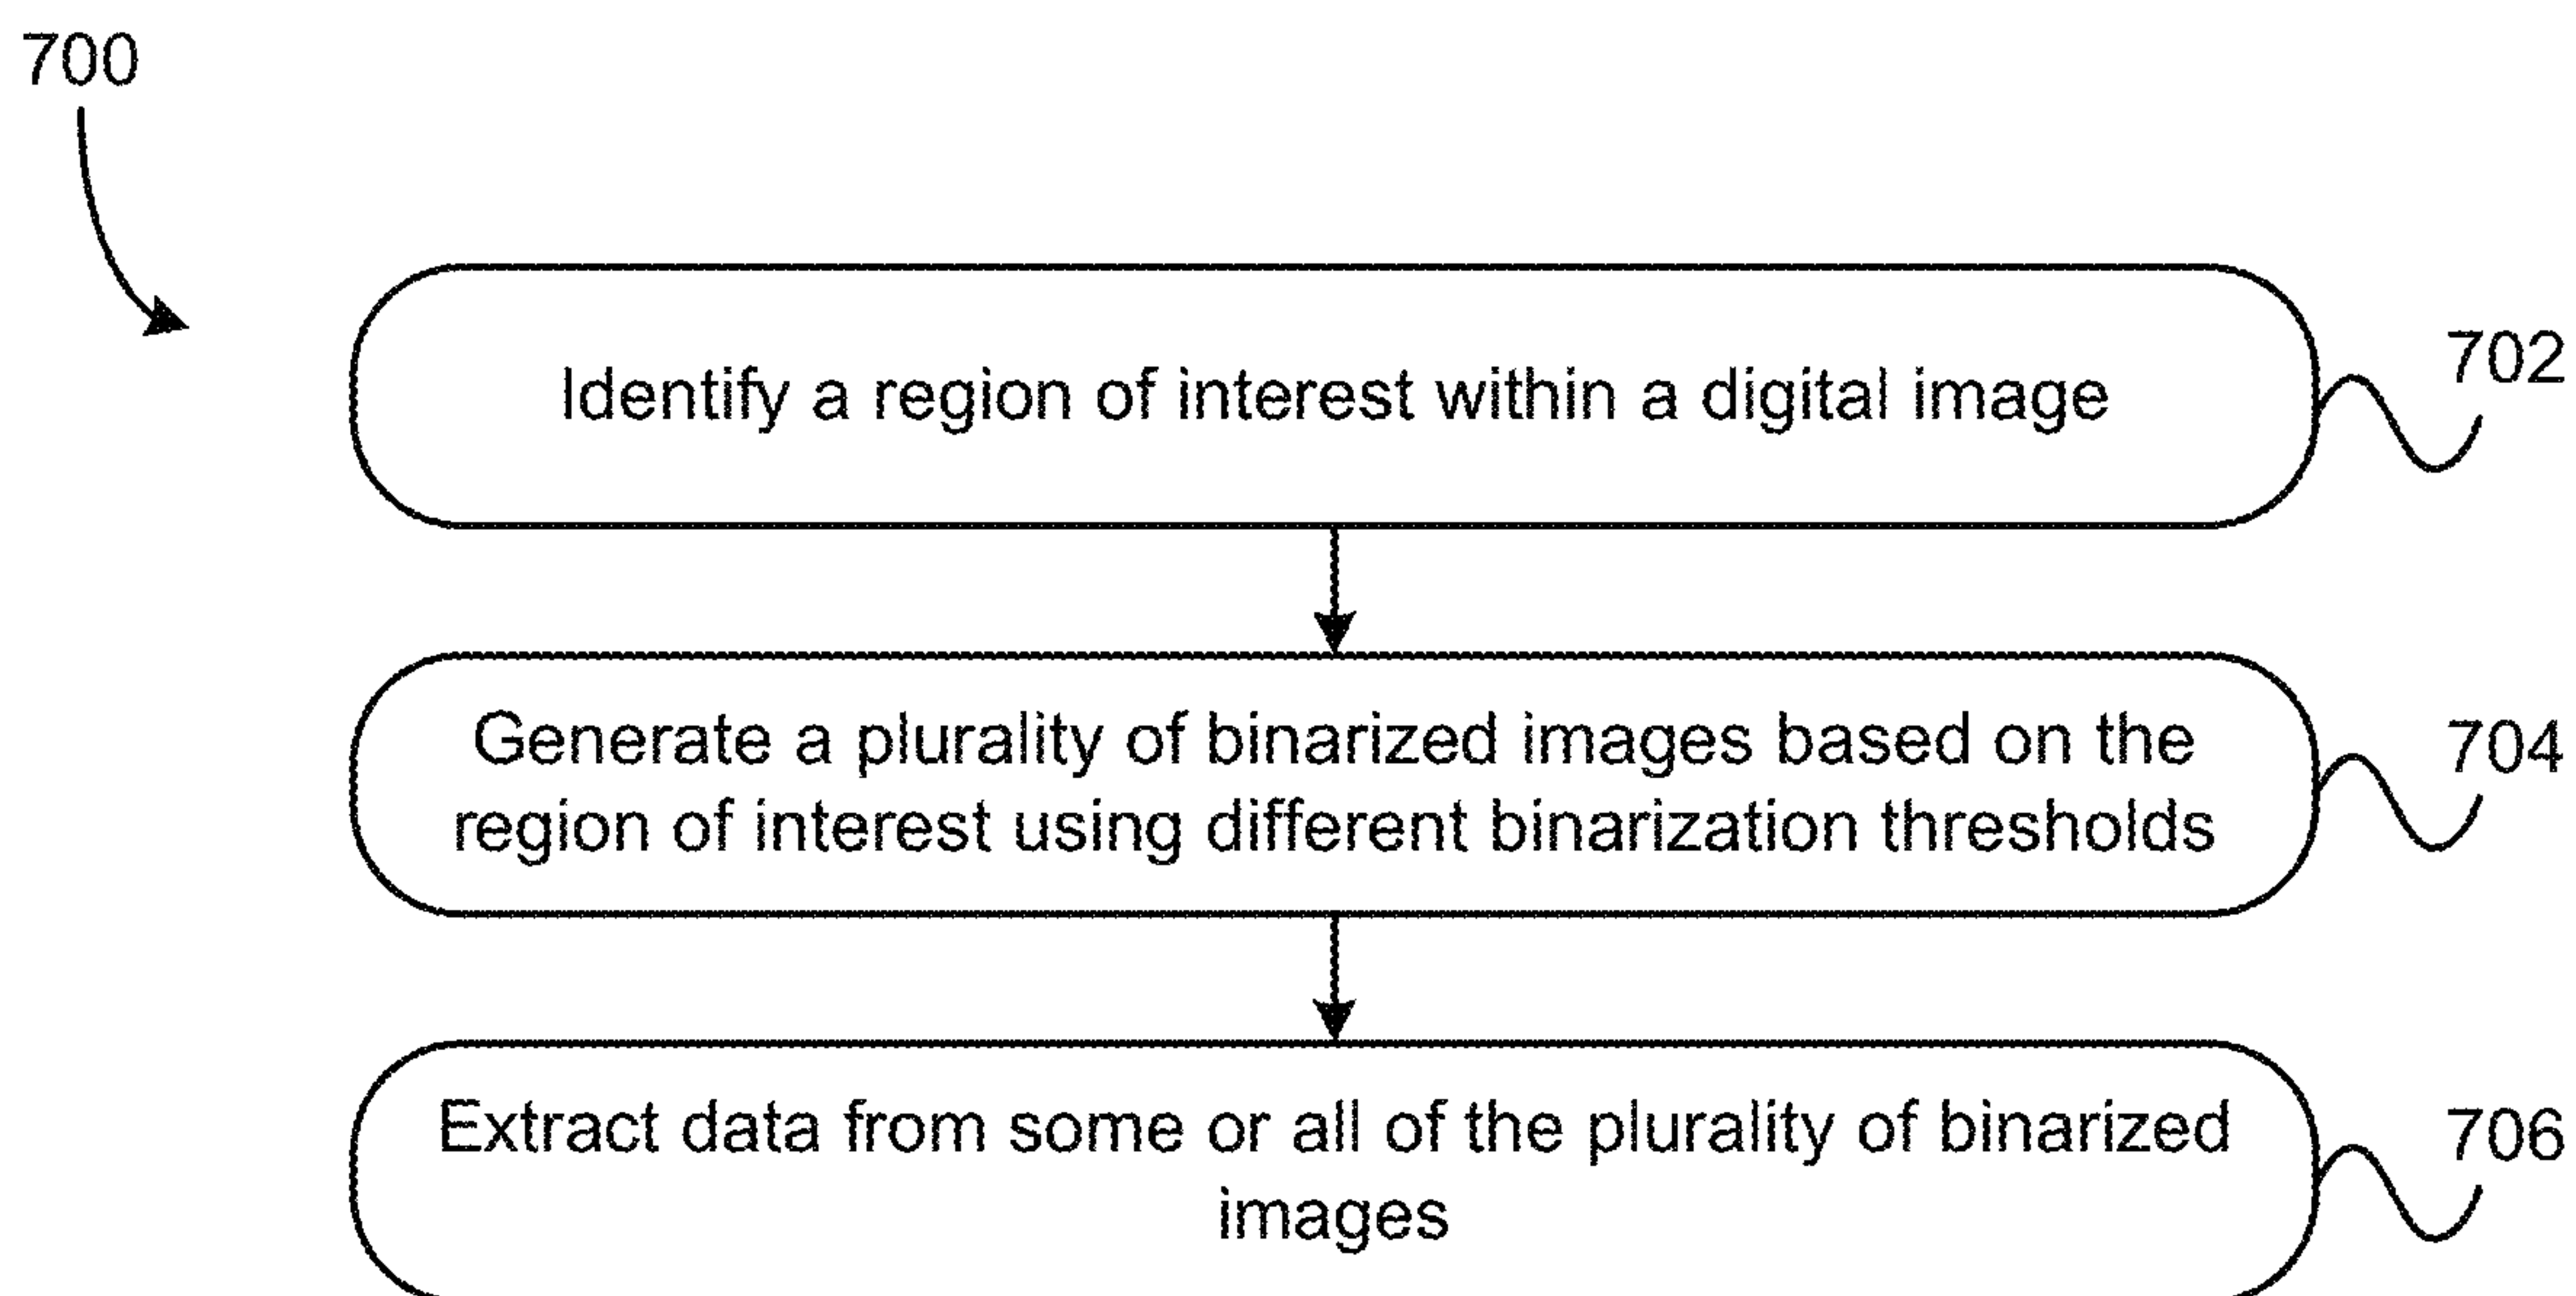 700
Identify a region of interest within a digital image
702
Generate a plurality of binarized images based on the
region of interest using different binarization thresholds
704
Extract data from some or all of the plurality of binarized
images
706